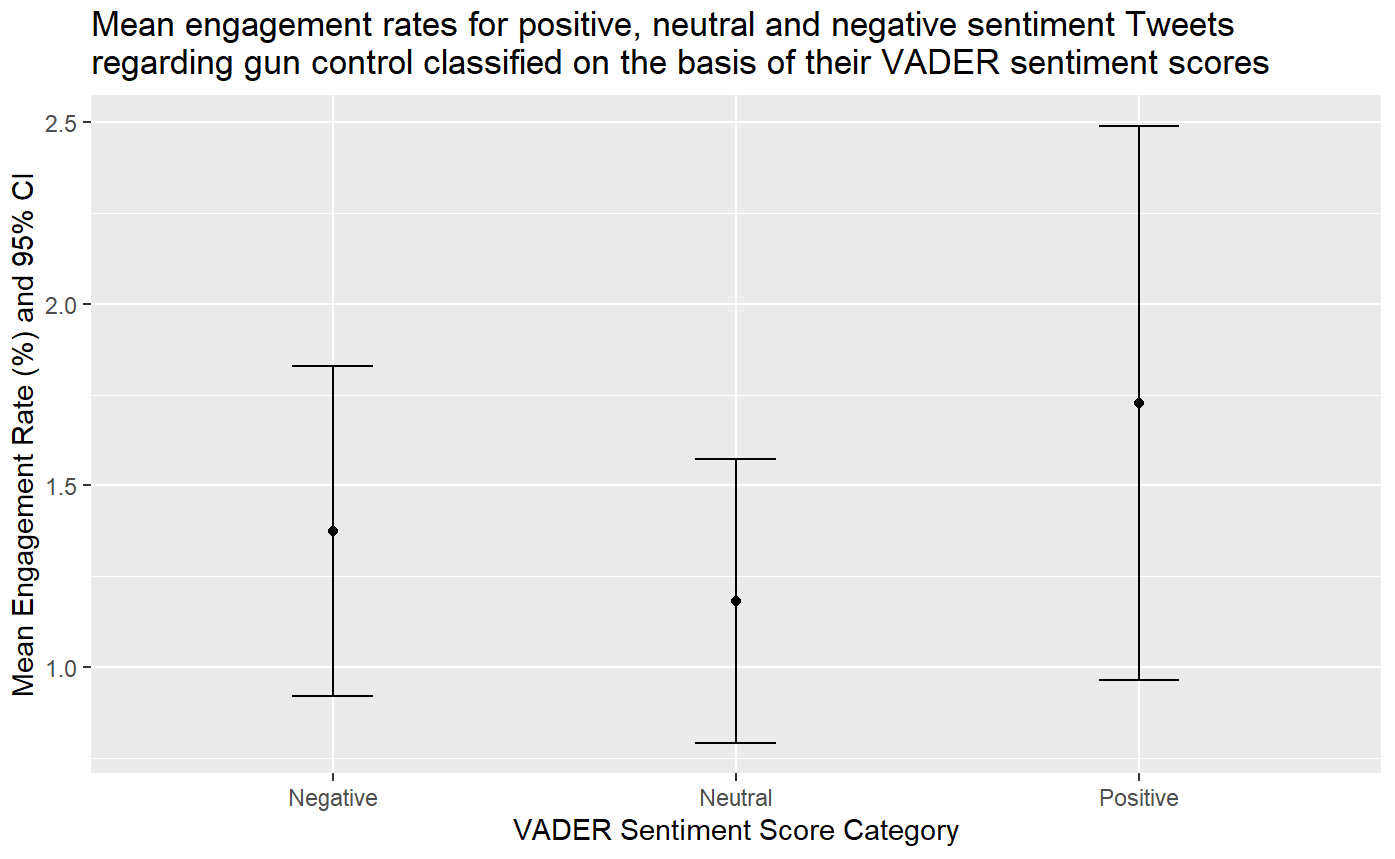 Mean engagement rates for positive, neutral and negative sentiment Tweets
regarding gun control classified on the basis of their VADER sentiment scores
Mean Engagement Rate (%) and 95% CI
2.5
2.0
1.5
1.0
Negative
Neutral
Positive
VADER Sentiment Score Category